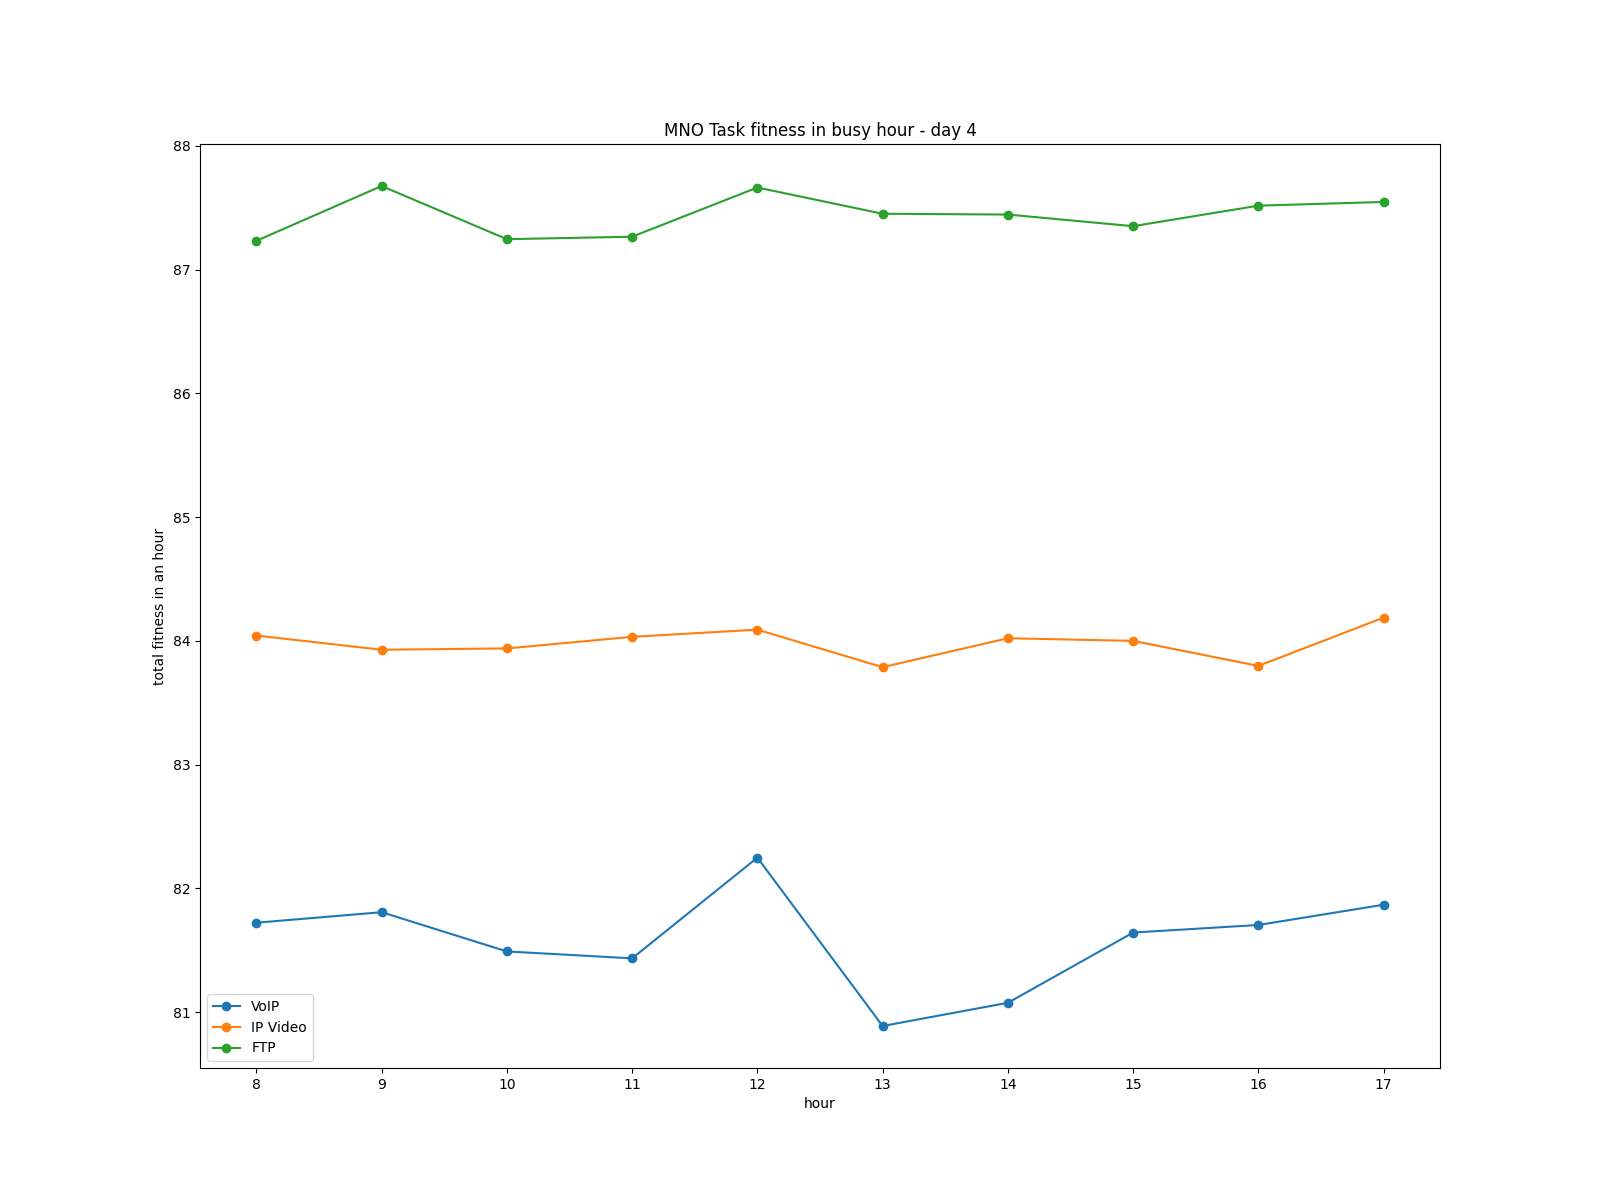 MNO Task fitness in busy hour - day 4
88
87
86
85
84
83
82
81
total fitness in an hour
VoIP
IP Video
FTP
8 9 10 11 12 13 14 15 16 17
hour